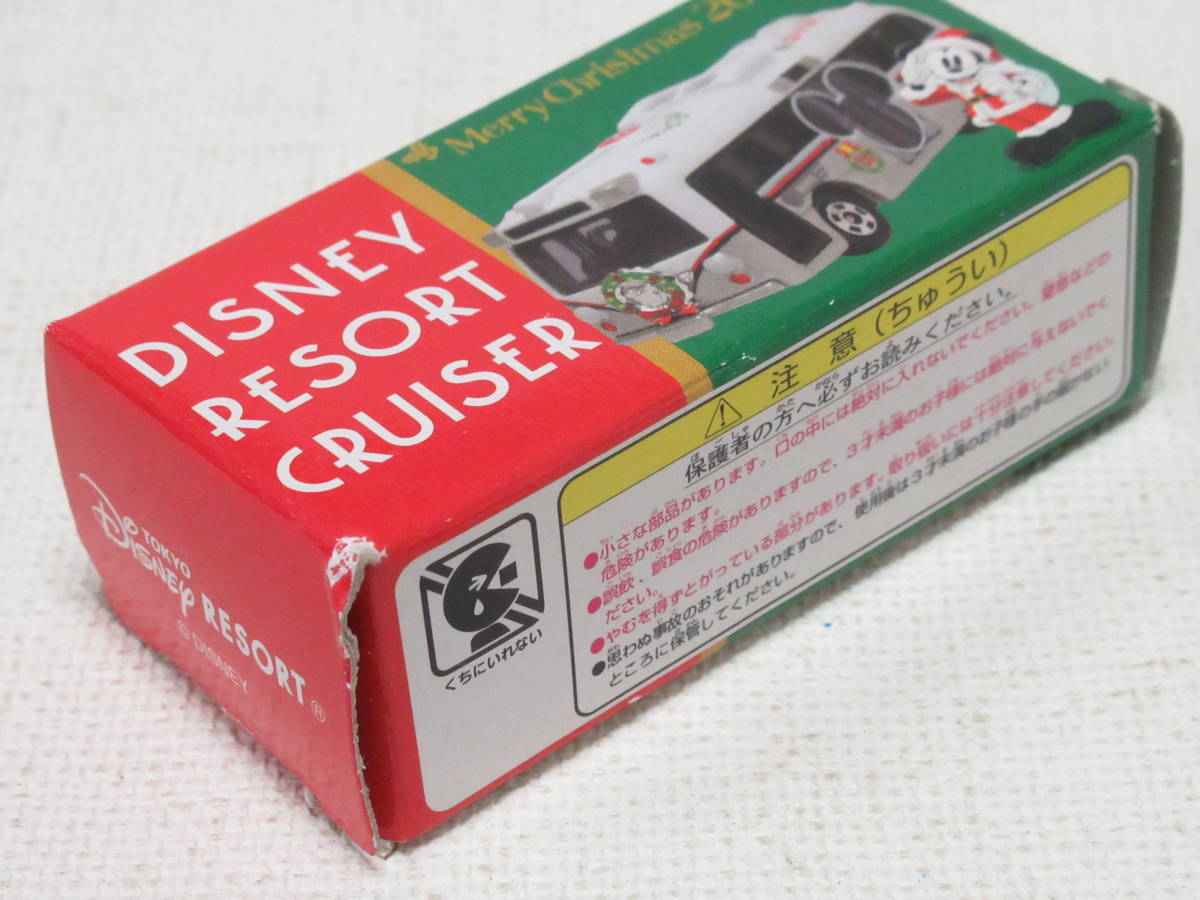 Merry Christmas 20
DISNEY
RESORT
CRUISER
TOKYO
Disney RESORT ®
© DISNEY
くちにいれない
注意(ちゅうい)
保護者の方へ必ずお読みください。
●小さな部品があります。口の中には絶対に入れないでください。窒息などの
危険があります。
●誤飲、誤食の危険がありますので、3才未満のお子様には絶対に与えないでく
ださい。
●やむを得ずとがっている部分があります。取り扱いには十分注意してください。
●思わぬ事故のおそれがありますので、使用後は3才未満のお子様の手の届かない
ところに保管してください。